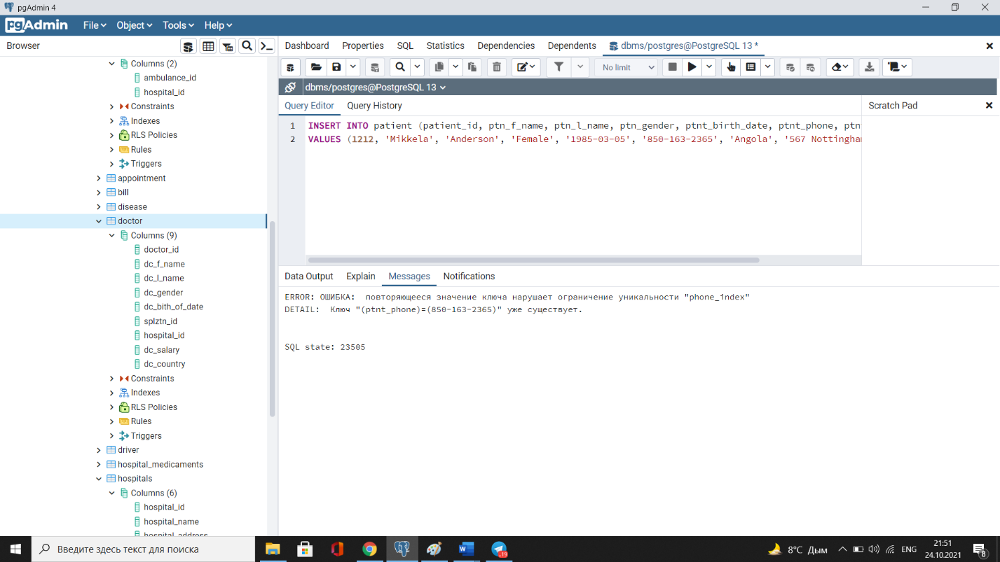 pgAdmin 4
pgAdmin File Object Tools Help
Browser
Dashboard Properties SQL Statistics Dependencies Dependents dbms/postgres@PostgreSQL 13 *
No limit
dbms/postgres@PostgreSQL 13
Query Editor Query History
Scratch Pad
1 INSERT INTO patient (patient_id, ptn_f_name, ptn_l_name, ptn_gender, ptnt_birth_date, ptnt_phone, ptn
2 VALUES (1212, 'Mikkela', 'Anderson', 'Female', '1985-03-05', '850-163-2365', 'Angola', '567 Nottingha
Columns (2)
ambulance_id
hospital_id
Constraints
Indexes
RLS Policies
Rules
Triggers
appointment
bill
disease
doctor
Columns (9)
doctor_id
dc_f_name
dc_l_name
dc_gender
dc_bith_of_date
splztn_id
hospital_id
dc_salary
dc_country
Constraints
Indexes
RLS Policies
Rules
Triggers
driver
hospital_medicaments
hospitals
Columns (6)
hospital_id
hospital_name
hospital_address
Data Output Explain Messages Notifications
ERROR: ОШИБКА: повторяющееся значение ключа нарушает ограничение уникальности "phone_index"
DETAIL: Ключ "(ptnt_phone)=(850-163-2365)" уже существует.
SQL state: 23505
Введите здесь текст для поиска
19
8°C Дым
ENG
21:51
24.10.2021
8